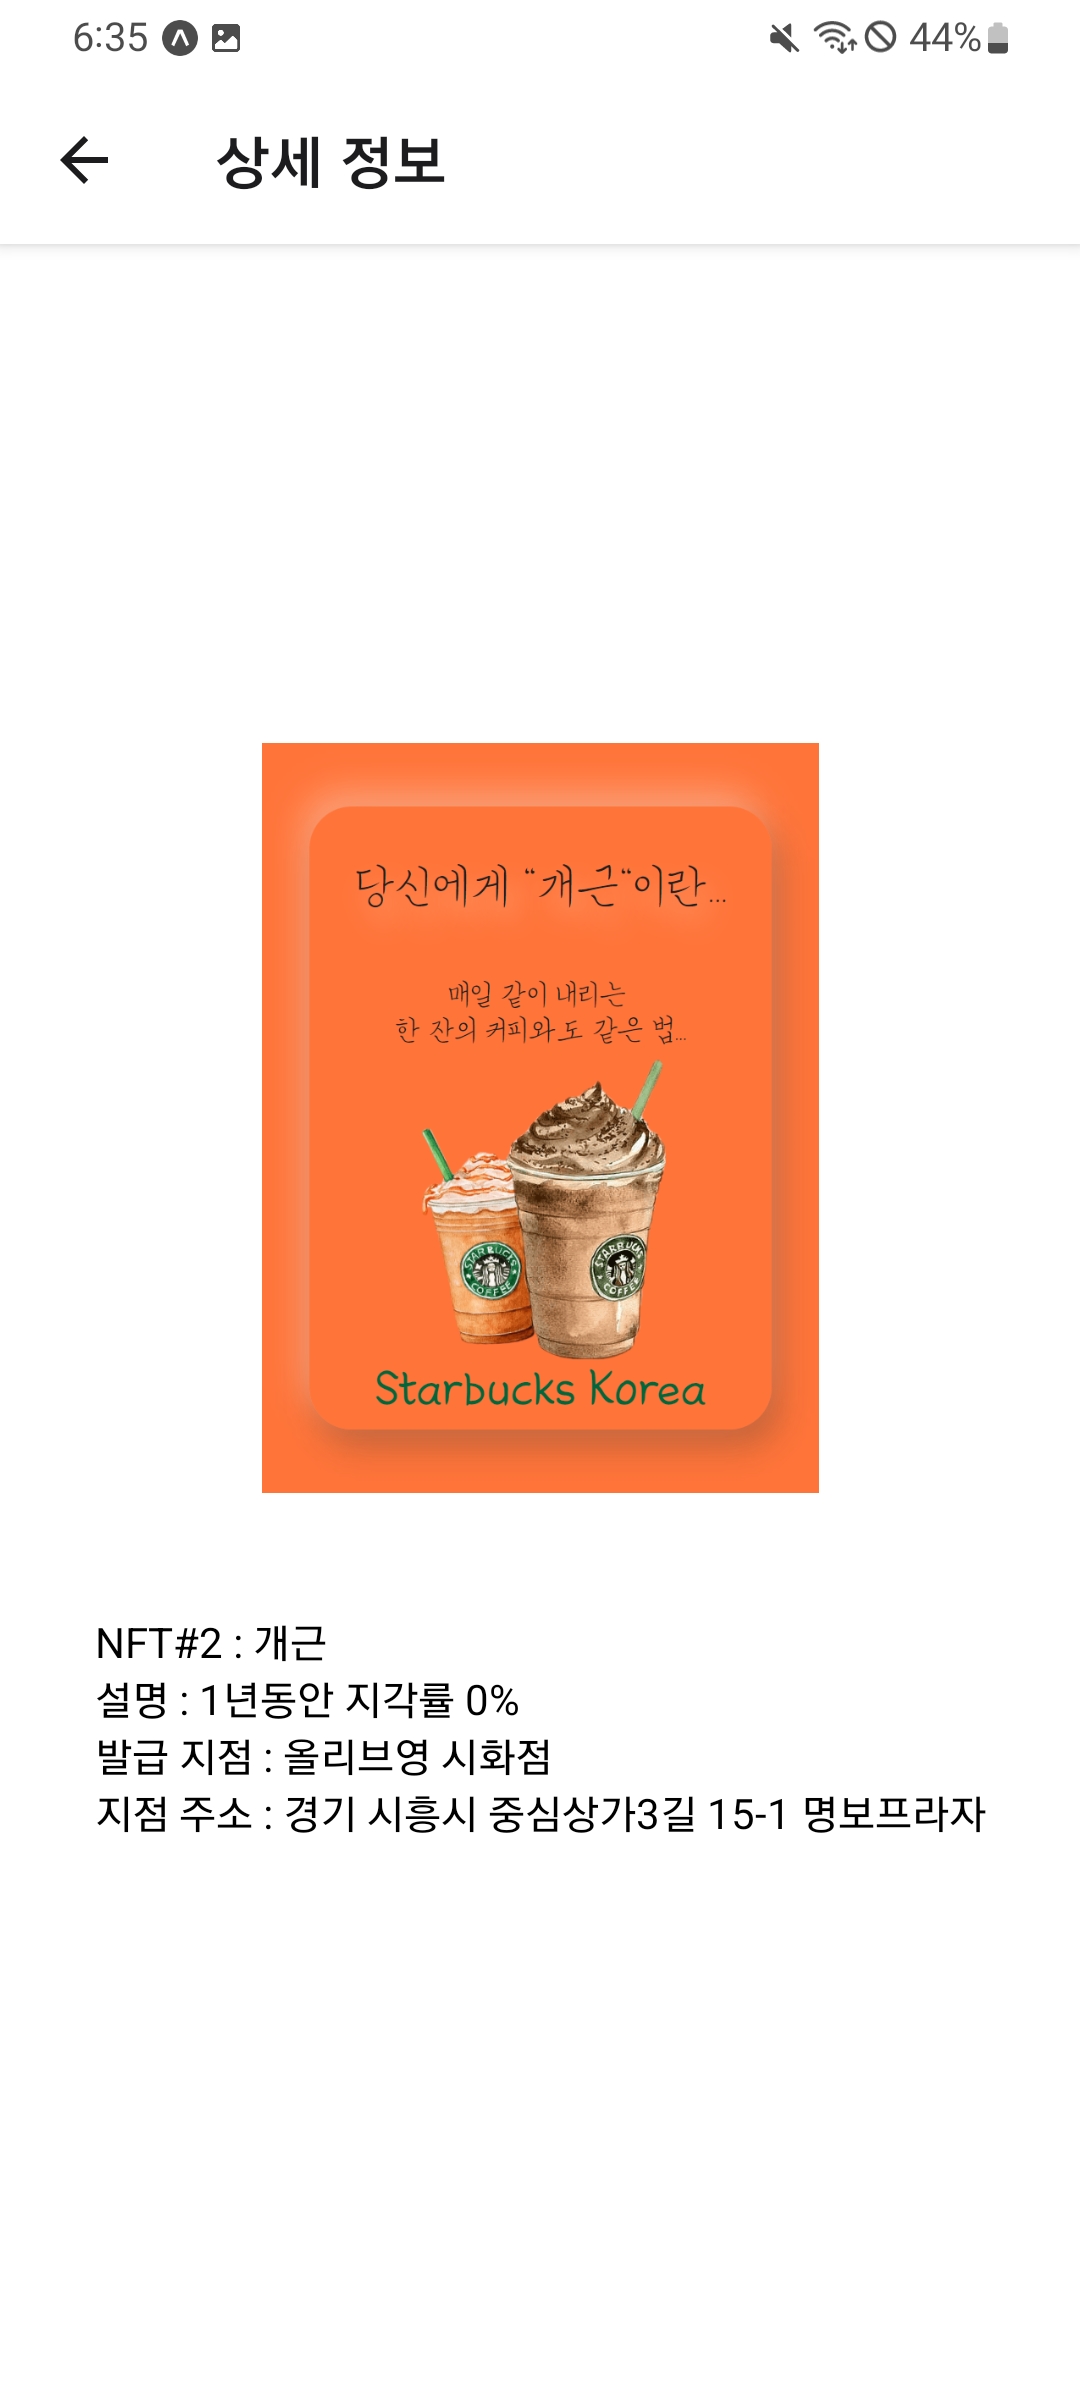 6:35
44%
상세 정보
당신에게 “개근“이란...
매일 같이 내리는
한 잔의 커피와도 같은 법...
STARBUCKS COFFEE
STARBUCKS COFFEE
Starbucks Korea
NFT#2 : 개근
설명 : 1년동안 지각률 0%
발급 지점 : 올리브영 시화점
지점 주소 : 경기 시흥시 중심상가3길 15-1 명보프라자